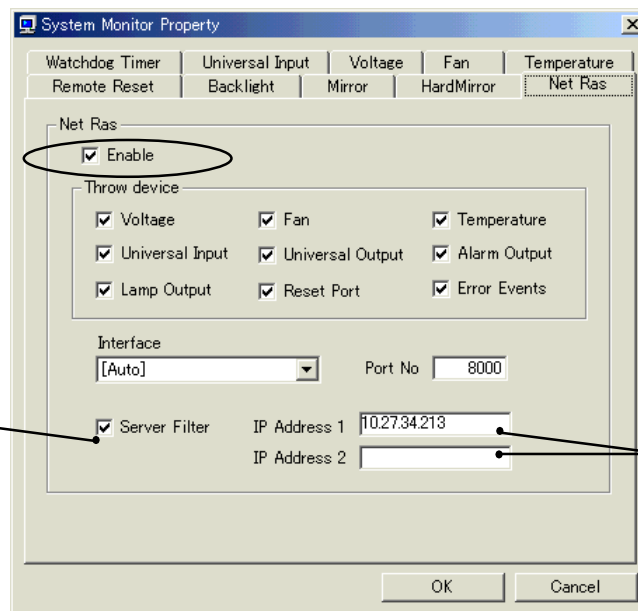 System Monitor Property
Watchdog Timer Universal Input Voltage Fan Temperature
Remote Reset Backlight Mirror HardMirror Net Ras
Net Ras
Enable
Throw device
Voltage Fan Temperature
Universal Input Universal Output Alarm Output
Lamp Output Reset Port Error Events
Interface
[Auto] Port No 8000
Server Filter IP Address 1 10.27.34.213
IP Address 2
OK Cancel